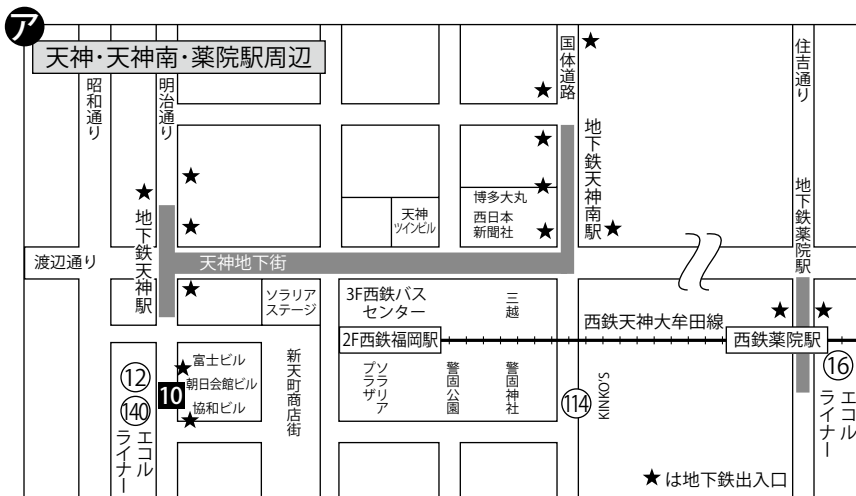 ア
天神・天神南・薬院駅周辺
昭和通り
明治通り
国体道路
住吉通り
地下鉄天神駅
地下鉄天神南駅
地下鉄薬院駅
博多大丸
西日本
新聞社
天神
ツインビル
渡辺通り
天神地下街
ソラリア
ステージ
3F西鉄バス
センター
三越
2F西鉄福岡駅
西鉄天神大牟田線
西鉄薬院駅
富士ビル
朝日会館ビル
協和ビル
新天町商店街
ソラリア
プラザ
警固公園
警固神社
KINKO'S
12
140
10
114
16
エコル
ライナー
エコル
ライナー
★は地下鉄出入口